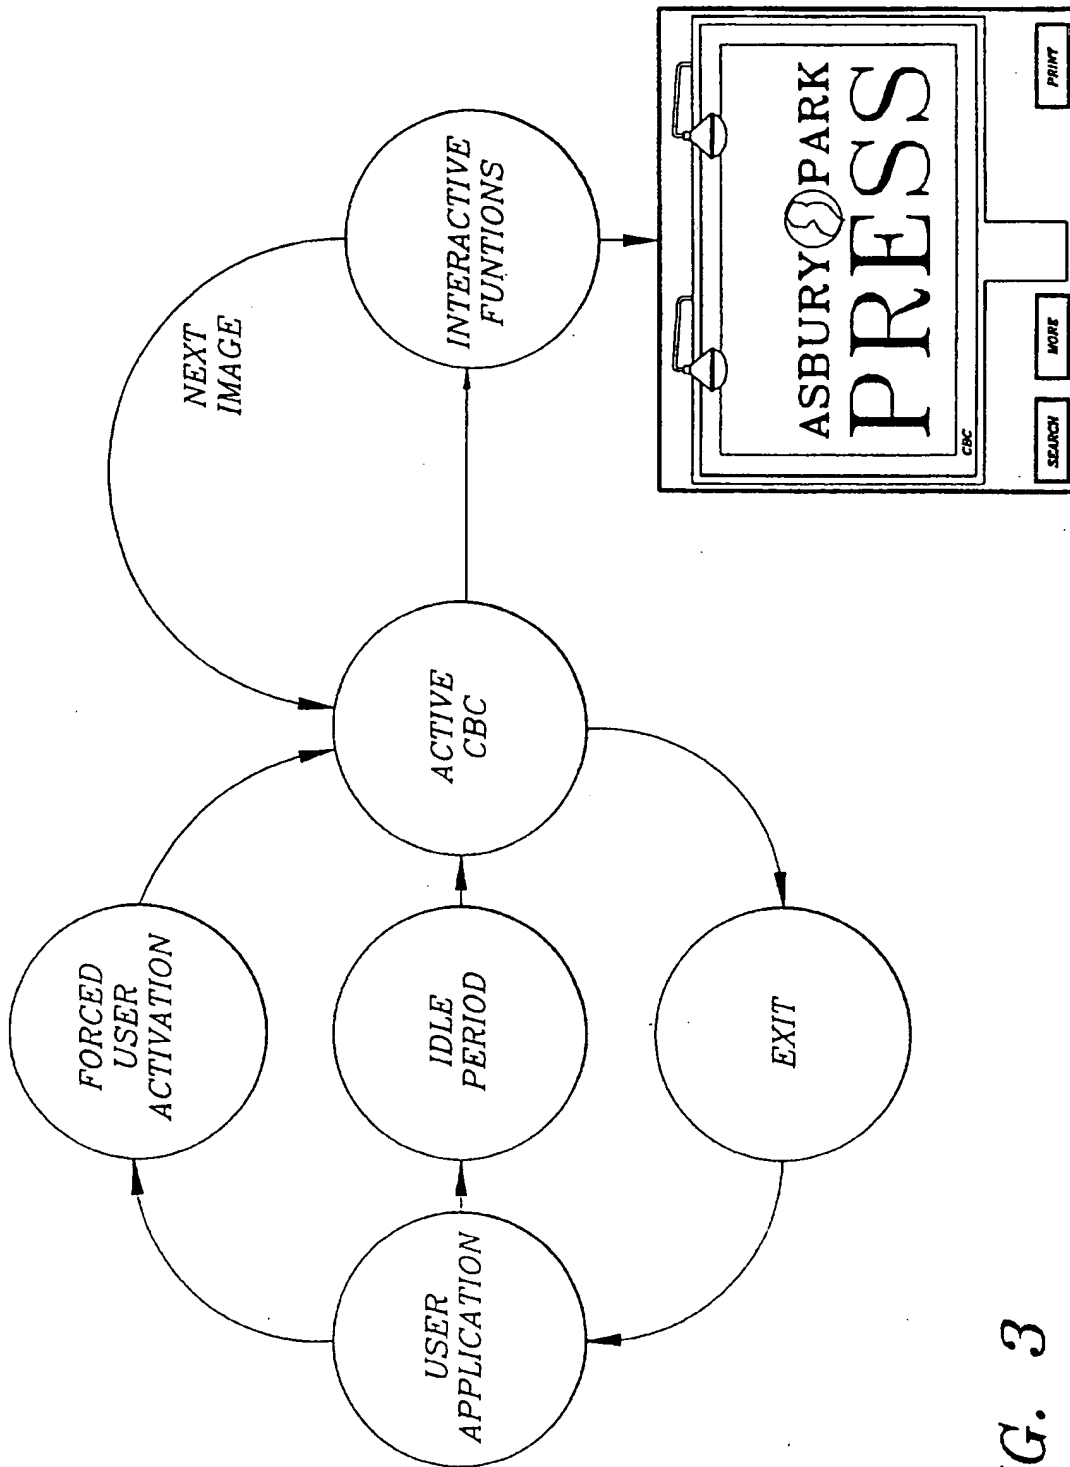 FORCED
USER
ACTIVATION
NEXT
IMAGE
USER
APPLICATION
IDLE
PERIOD
ACTIVE
CBC
INTERACTIVE
FUNTIONS
EXIT
ASBURY PARK
PRESS
CBC
SEARCH
MORE
PRINT
G. 3